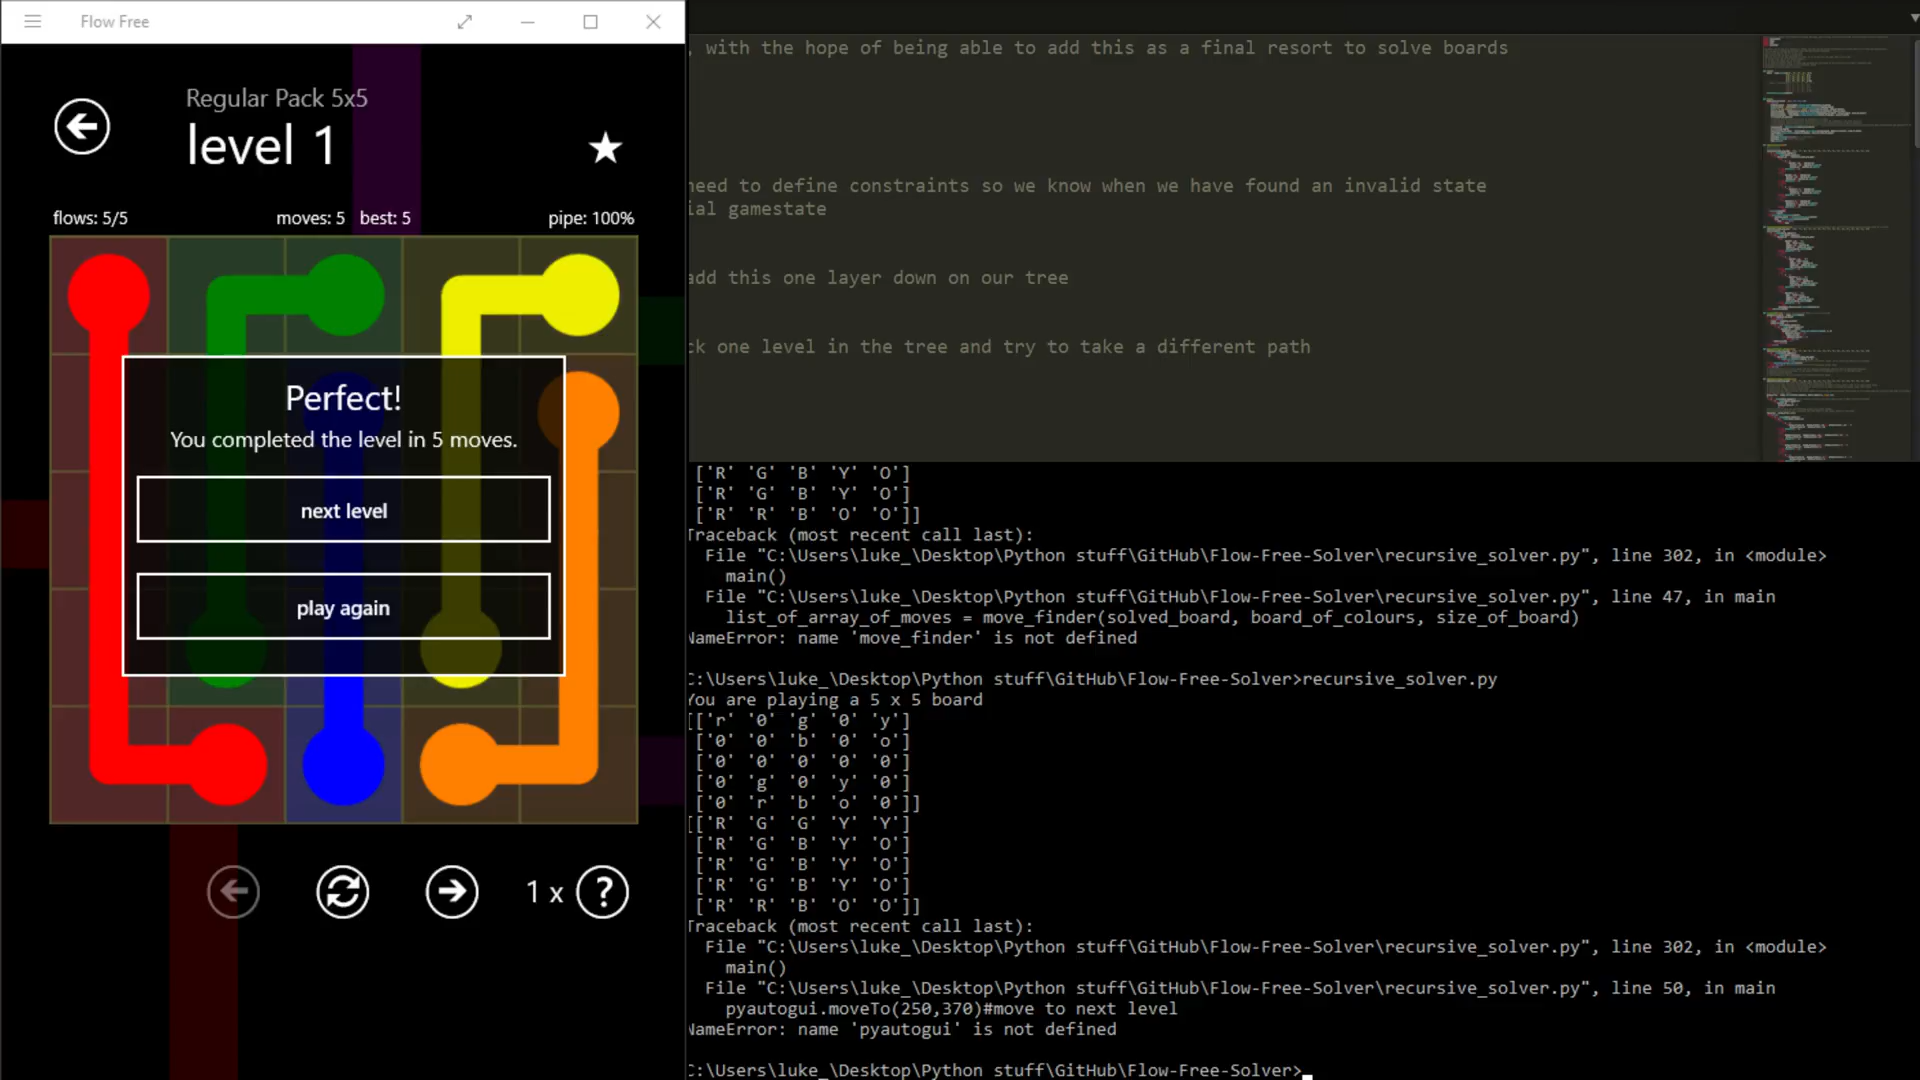 Flow Free
Regular Pack 5x5
level 1
flows: 5/5 moves: 5 best: 5 pipe: 100%
Perfect!
You completed the level in 5 moves.
next level
play again
1 x ?
, with the hope of being able to add this as a final resort to solve boards
need to define constraints so we know when we have found an invalid state
ial gamestate
add this one layer down on our tree
ck one level in the tree and try to take a different path
['R' 'G' 'B' 'Y' 'O']
['R' 'G' 'B' 'Y' 'O']
['R' 'R' 'B' 'O' 'O']]
Traceback (most recent call last):
File "C:\Users\luke_\Desktop\Python stuff\GitHub\Flow-Free-Solver\recursive_solver.py", line 302, in <module>
main()
File "C:\Users\luke_\Desktop\Python stuff\GitHub\Flow-Free-Solver\recursive_solver.py", line 47, in main
list_of_array_of_moves = move_finder(solved_board, board_of_colours, size_of_board)
NameError: name 'move_finder' is not defined
C:\Users\luke_\Desktop\Python stuff\GitHub\Flow-Free-Solver>recursive_solver.py
You are playing a 5 x 5 board
[['r' '0' 'g' '0' 'y']
['0' '0' 'b' '0' 'o']
['0' '0' '0' '0' '0']
['0' 'g' '0' 'y' '0']
['0' 'r' 'b' 'o' '0']]
[['R' 'G' 'G' 'Y' 'Y']
['R' 'G' 'B' 'Y' 'O']
['R' 'G' 'B' 'Y' 'O']
['R' 'G' 'B' 'Y' 'O']
['R' 'R' 'B' 'O' 'O']]
Traceback (most recent call last):
File "C:\Users\luke_\Desktop\Python stuff\GitHub\Flow-Free-Solver\recursive_solver.py", line 302, in <module>
main()
File "C:\Users\luke_\Desktop\Python stuff\GitHub\Flow-Free-Solver\recursive_solver.py", line 50, in main
pyautogui.moveTo(250,370)#move to next level
NameError: name 'pyautogui' is not defined
C:\Users\luke_\Desktop\Python stuff\GitHub\Flow-Free-Solver>